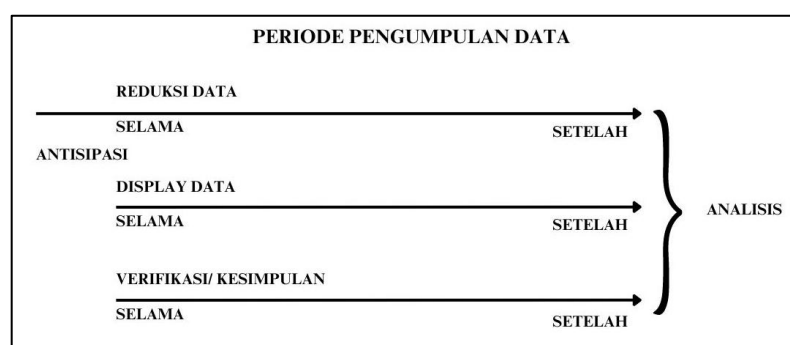 PERIODE PENGUMPULAN DATA
REDUKSI DATA
SELAMA SETELAH
ANTISIPASI
DISPLAY DATA
SELAMA SETELAH
ANALISIS
VERIFIKASI/ KESIMPULAN
SELAMA SETELAH